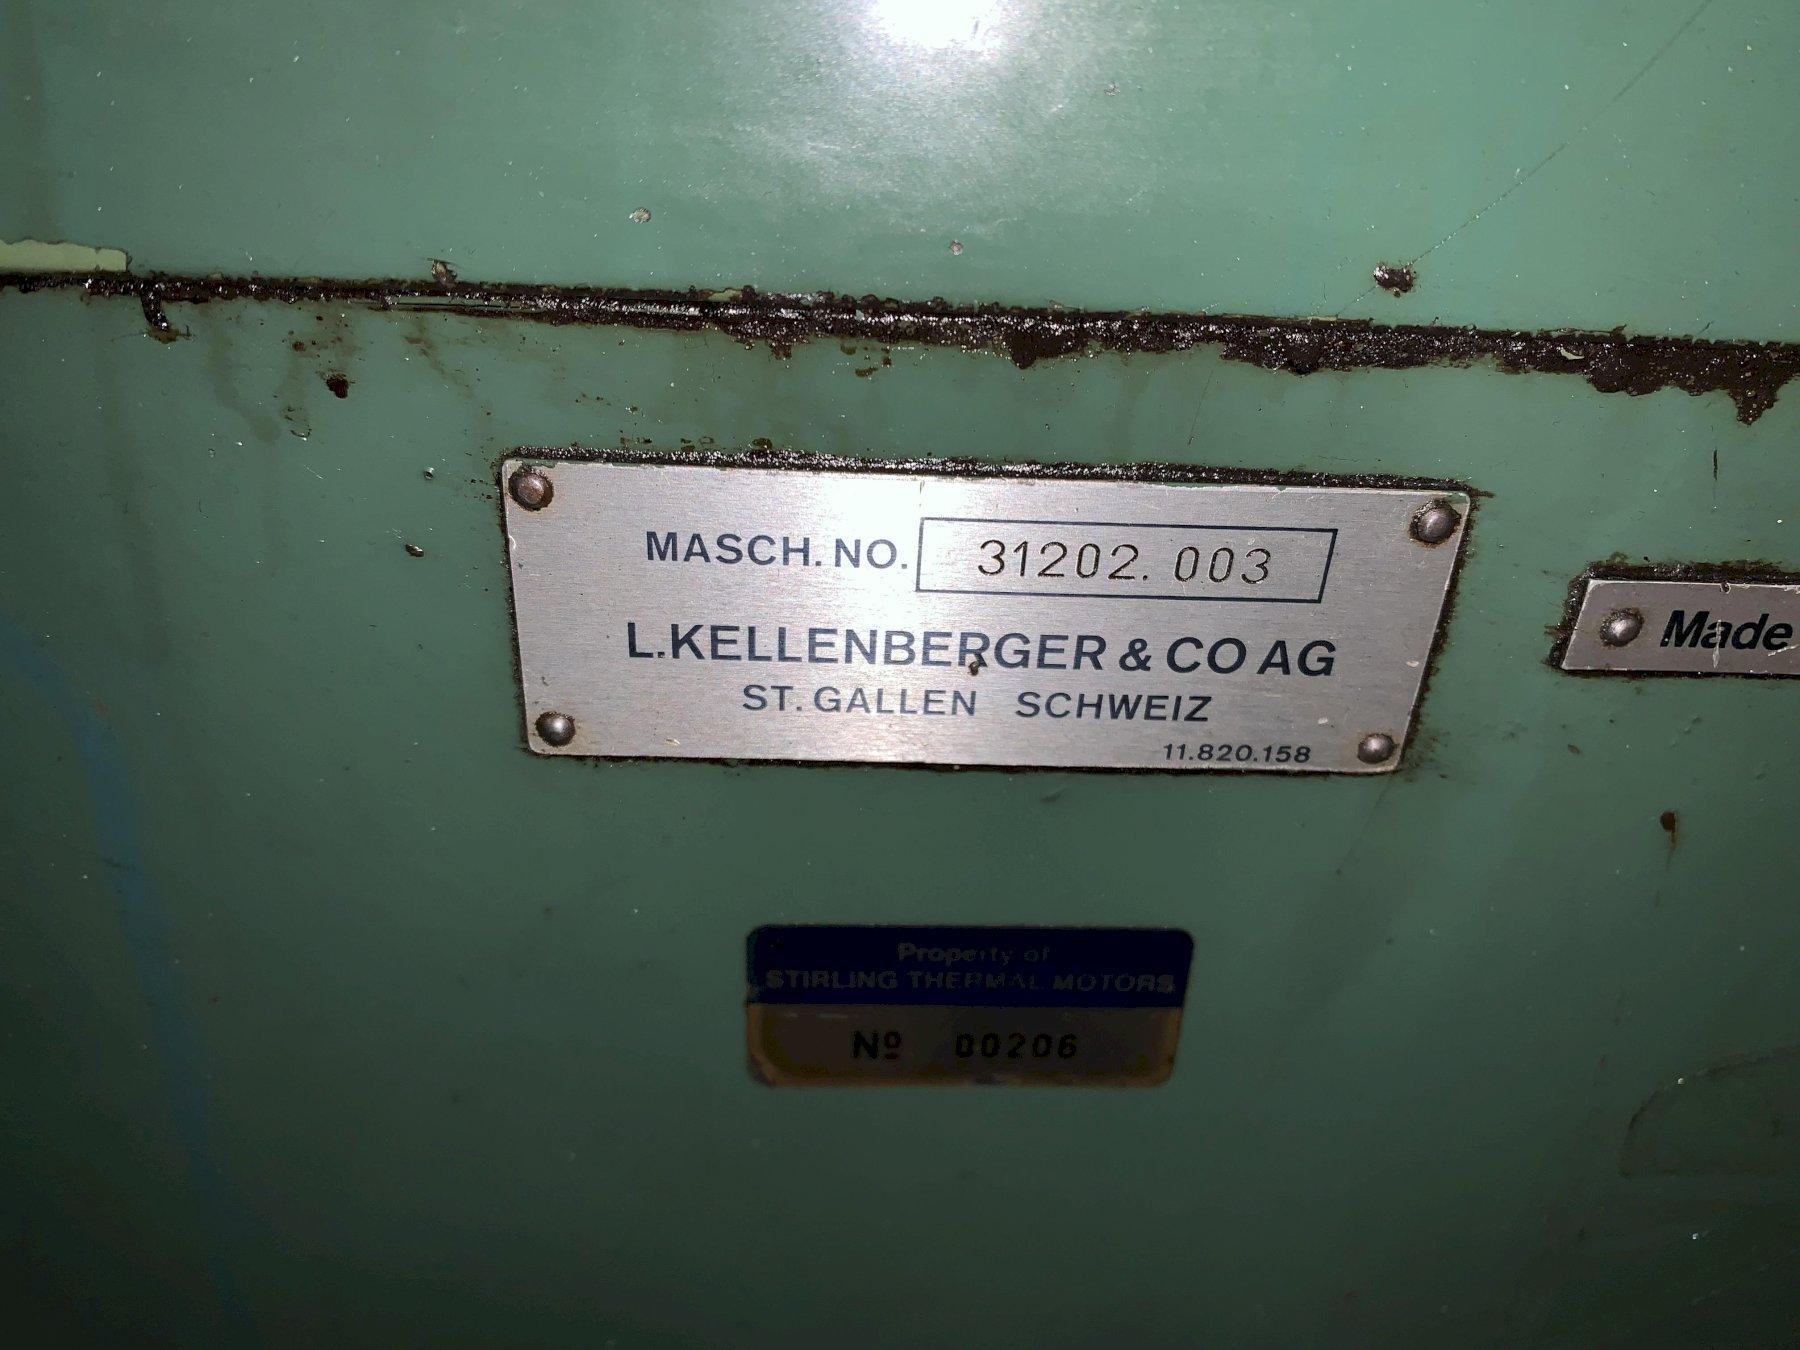 MASCH. NO. 31202. 003
L.KELLENBERGER & CO AG
ST. GALLEN SCHWEIZ
11.820.158
Made
Property of
STIRLING THERMAL MOTORS
Nº 00206